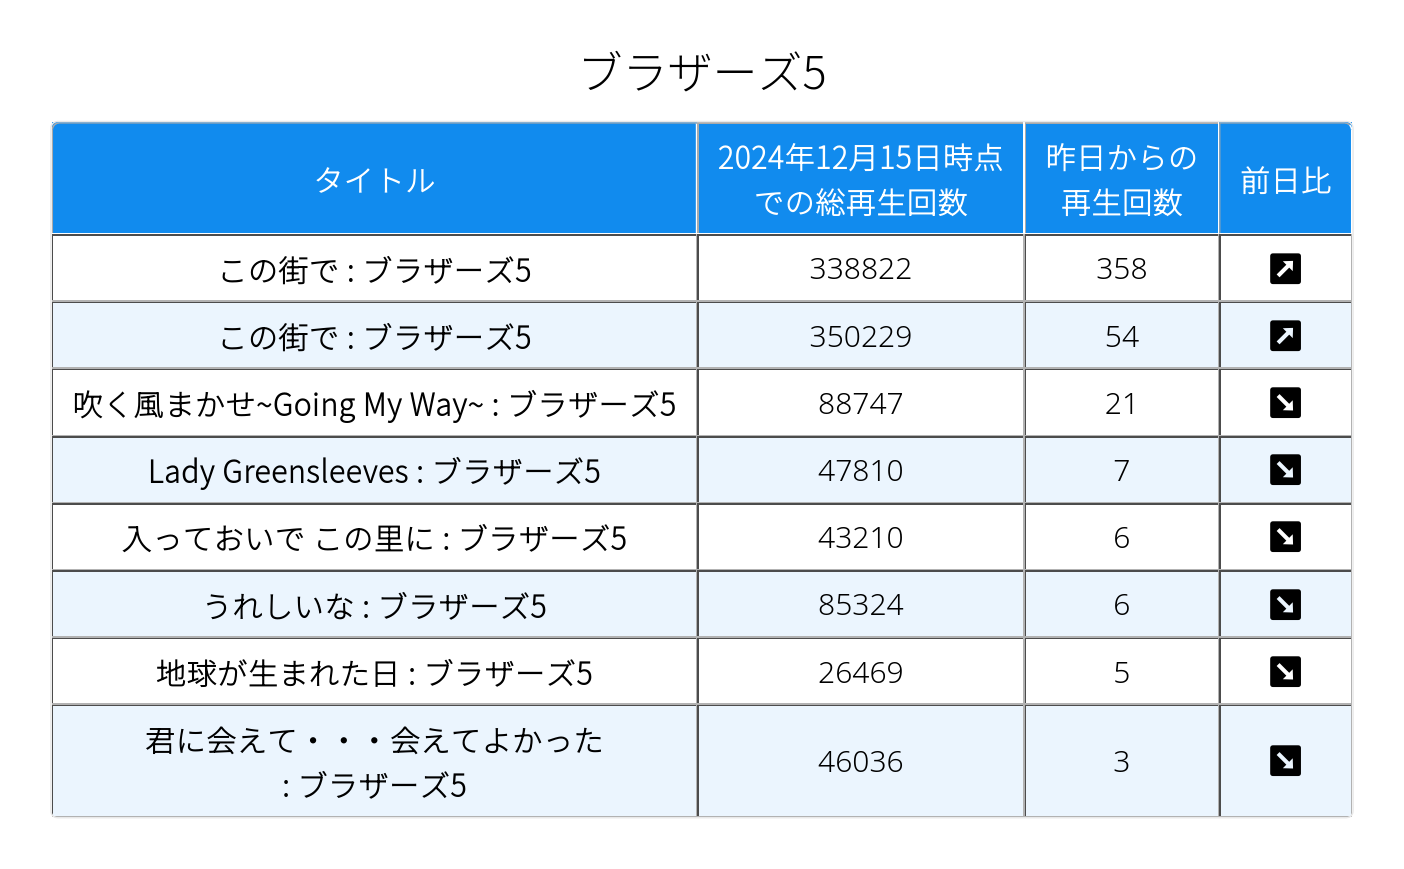 ブラザーズ5
タイトル
2024年12月15日時点
での総再生回数
昨日からの
再生回数
前日比
この街で : ブラザーズ5
338822
358
この街で : ブラザーズ5
350229
54
吹く風まかせ~Going My Way~ : ブラザーズ5
88747
21
Lady Greensleeves : ブラザーズ5
47810
7
入っておいで この里に : ブラザーズ5
43210
6
うれしいな : ブラザーズ5
85324
6
地球が生まれた日 : ブラザーズ5
26469
5
君に会えて・・・会えてよかった
: ブラザーズ5
46036
3